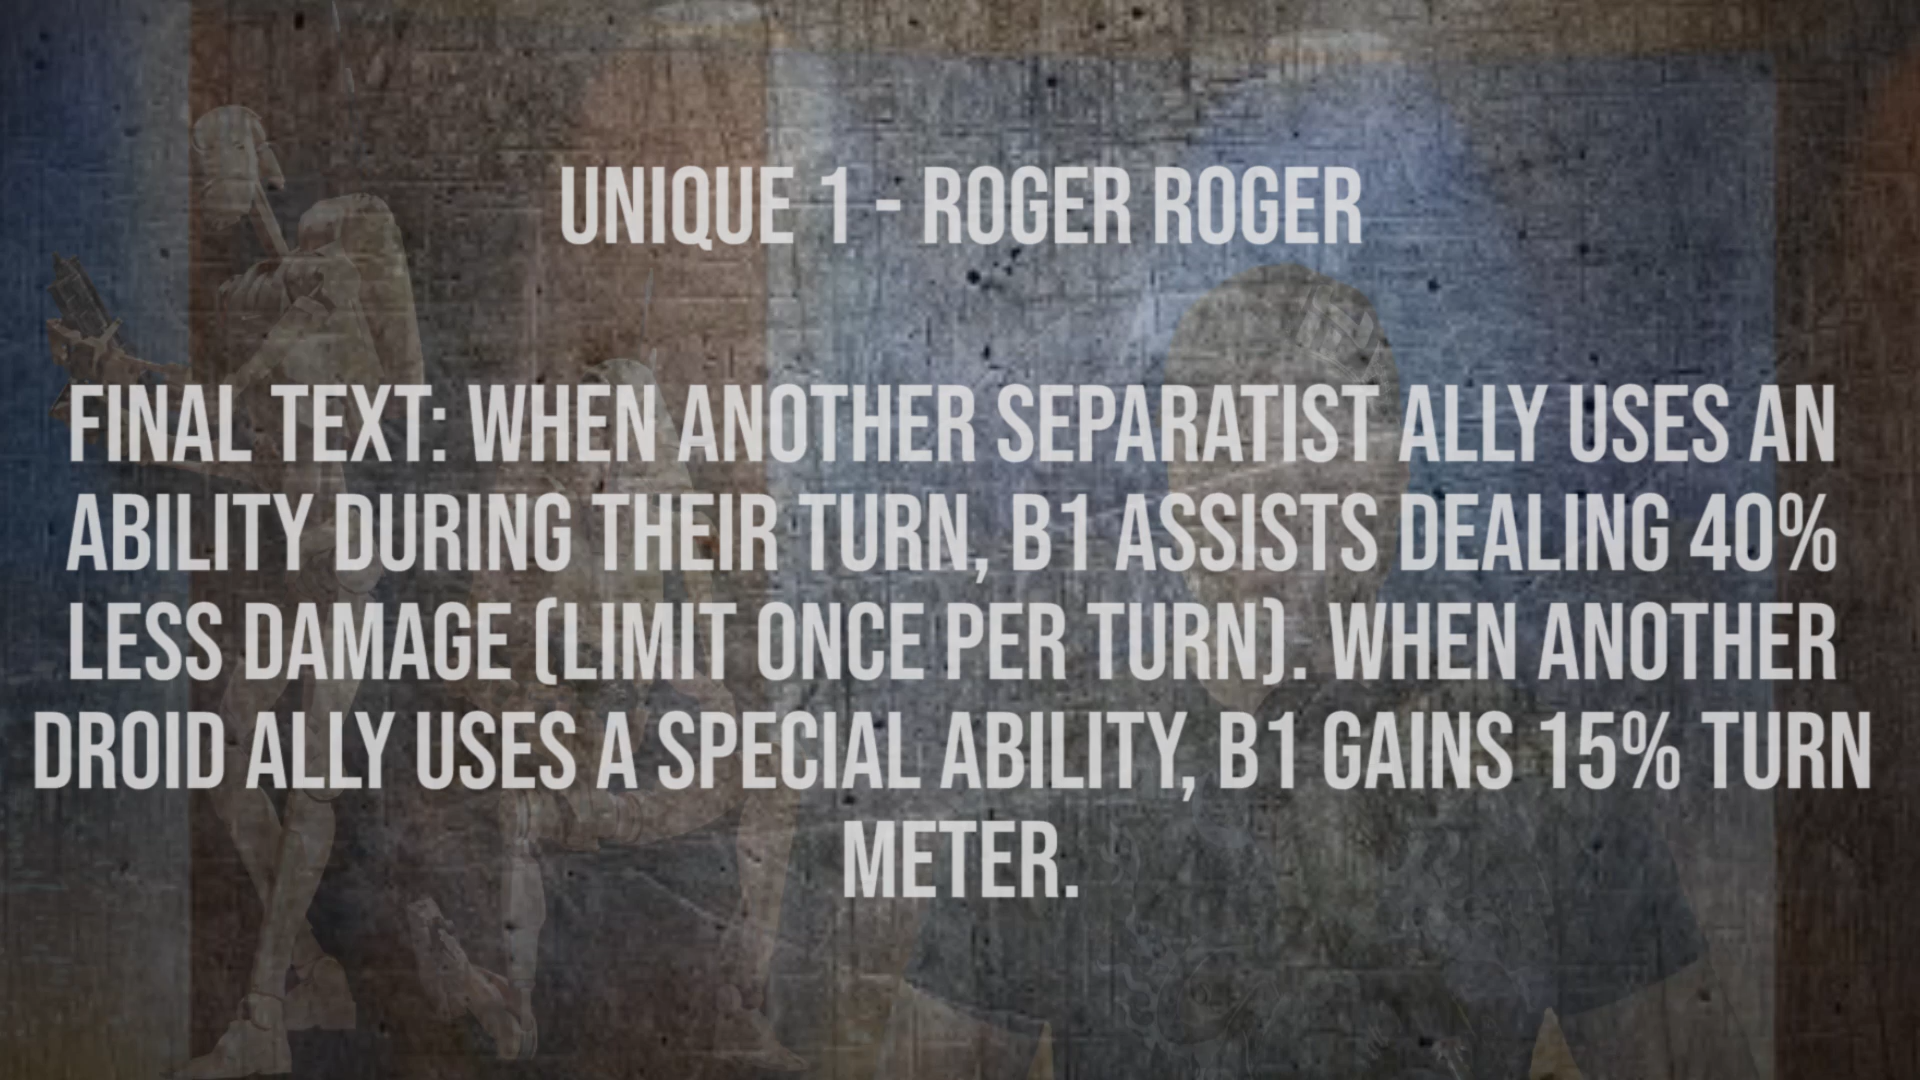 UNIQUE 1 - ROGER ROGER
FINAL TEXT: WHEN ANOTHER SEPARATIST ALLY USES AN
ABILITY DURING THEIR TURN, B1 ASSISTS DEALING 40%
LESS DAMAGE (LIMIT ONCE PER TURN). WHEN ANOTHER
DROID ALLY USES A SPECIAL ABILITY, B1 GAINS 15% TURN
METER.